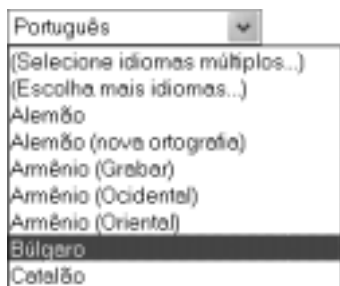 Português
(Selecione idiomas múltiplos...)
(Escolha mais idiomas...)
Alemão
Alemão (nova ortografia)
Armênio (Grabar)
Armênio (Ocidental)
Armênio (Oriental)
Búlgaro
Catalão